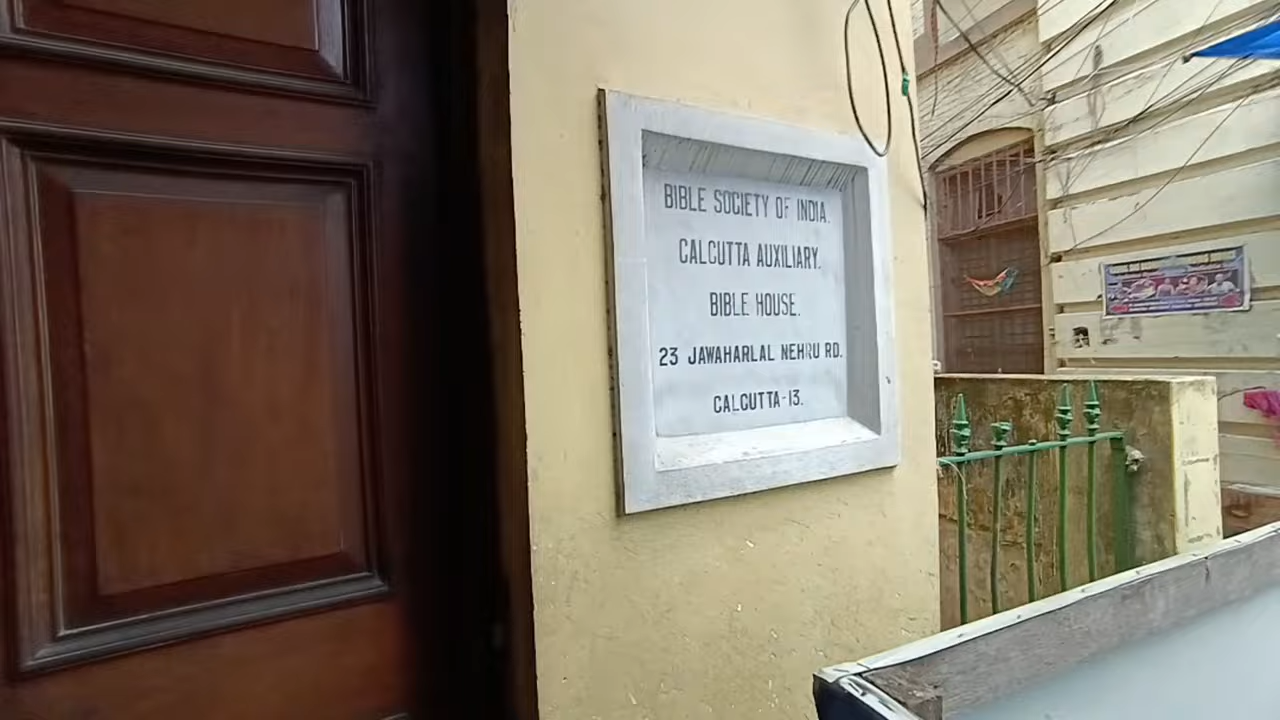 BIBLE SOCIETY OF INDIA.
CALCUTTA AUXILIARY.
BIBLE HOUSE.
23 JAWAHARLAL NEHRU RD.
CALCUTTA-13.